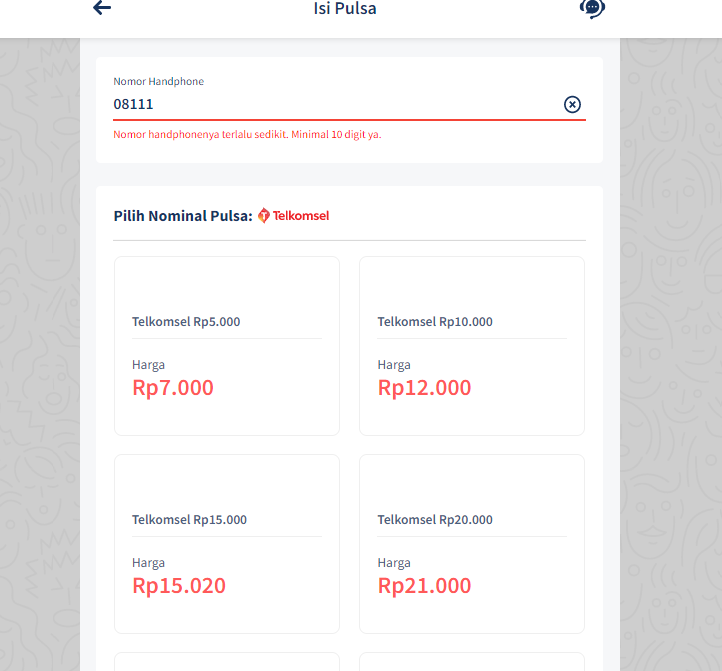 Isi Pulsa
Nomor Handphone
08111
Nomor handphonenya terlalu sedikit. Minimal 10 digit ya.
Pilih Nominal Pulsa: Telkomsel
Telkomsel Rp5.000
Harga
Rp7.000
Telkomsel Rp10.000
Harga
Rp12.000
Telkomsel Rp15.000
Harga
Rp15.020
Telkomsel Rp20.000
Harga
Rp21.000